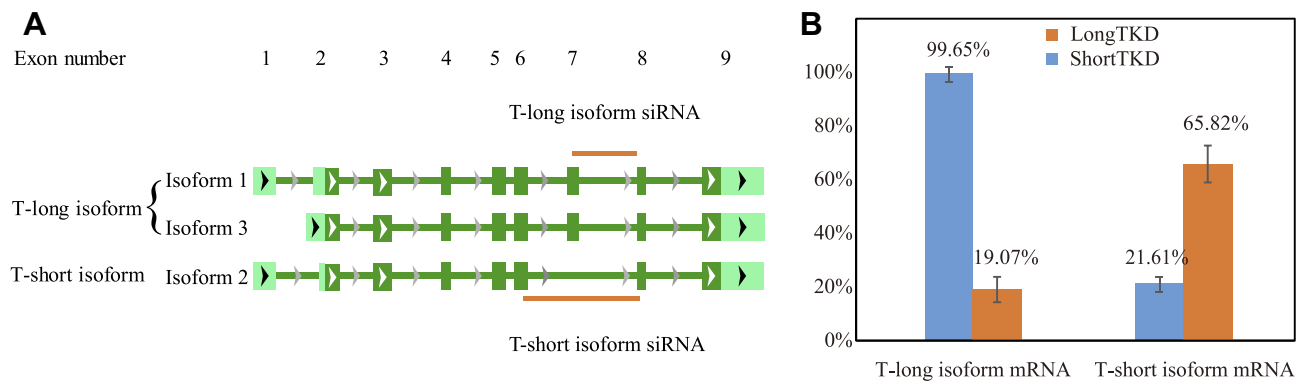 A
Exon number 1 2 3 4 5 6 7 8 9
T-long isoform siRNA
Isoform 1
T-long isoform
Isoform 3
T-short isoform Isoform 2
T-short isoform siRNA
B
LongTKD
ShortTKD
99.65%
100%
80%
60%
40%
20%
0%
19.07%
21.61%
65.82%
T-long isoform mRNA
T-short isoform mRNA